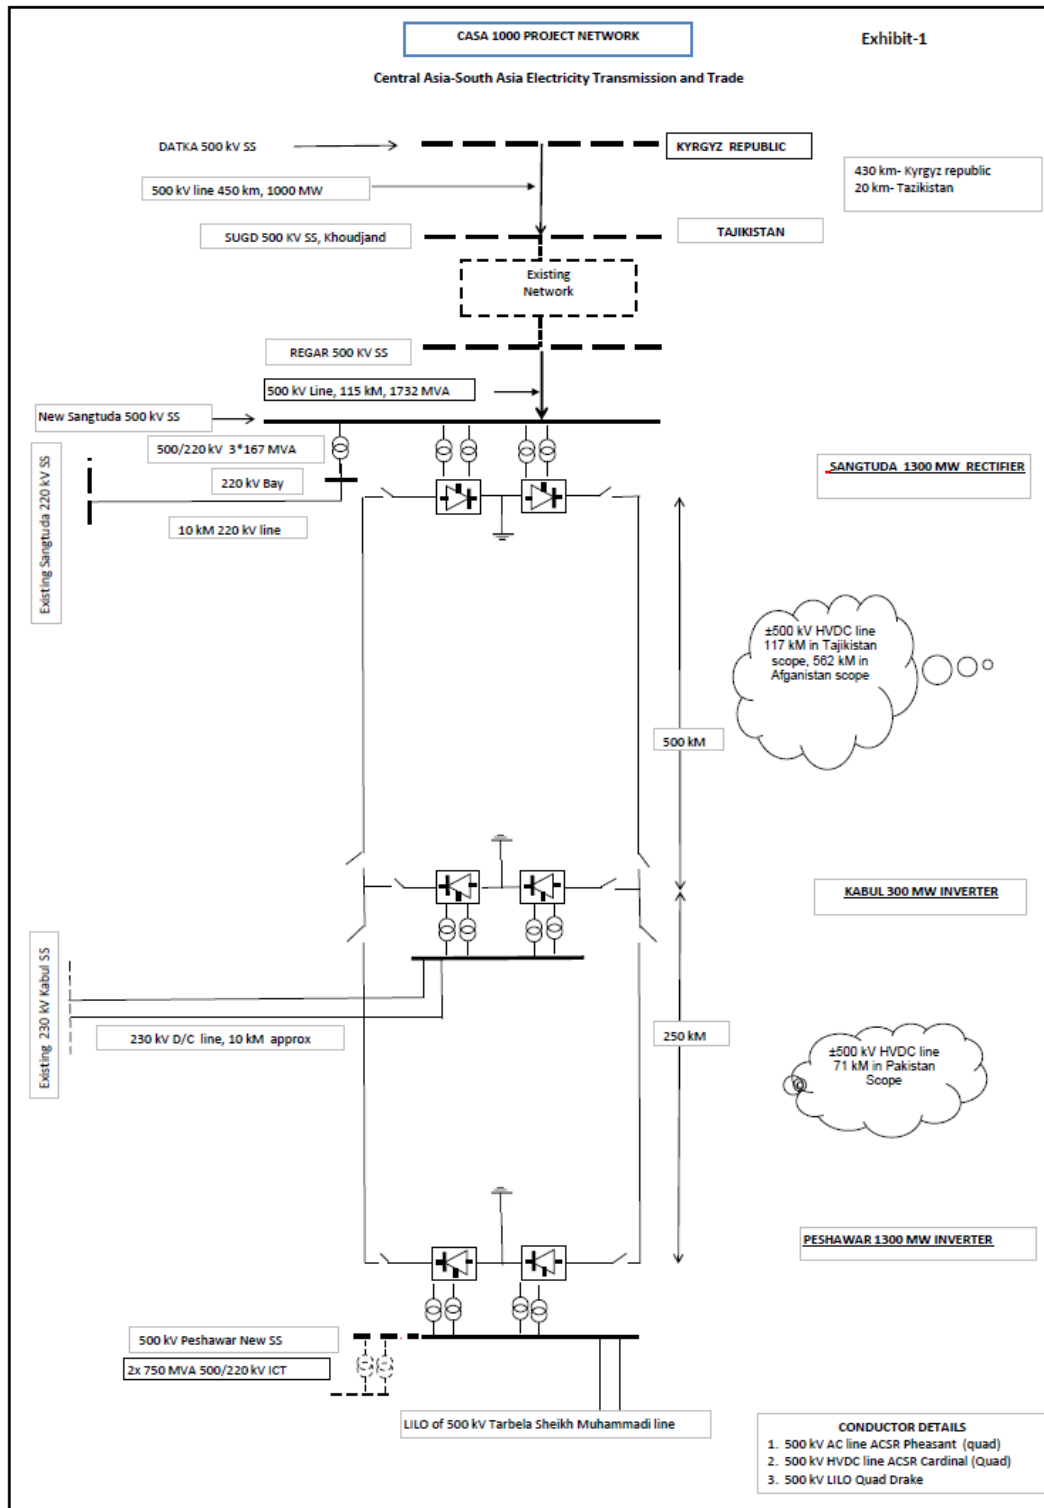 CASA 1000 PROJECT NETWORK
Exhibit-1
Central Asia-South Asia Electricity Transmission and Trade
DATKA 500 kV SS
KYRGYZ REPUBLIC
500 kV line 450 km, 1000 MW
430 km- Kyrgyz republic
20 km- Tazikistan
SUGD 500 KV SS, Khoudjand
TAJIKISTAN
Existing
Network
REGAR 500 KV SS
500 kV Line, 115 kM, 1732 MVA
New Sangtuda 500 kV SS
500/220 kV 3*167 MVA
220 kV Bay
10 kM 220 kV line
Existing Sangtuda 220 kV SS
SANGTUDA 1300 MW RECTIFIER
±500 kV HVDC line
117 kM in Tajikistan
scope, 562 kM in
Afganistan scope
500 kM
KABUL 300 MW INVERTER
Existing 230 kV Kabul SS
230 kV D/C line, 10 kM approx
250 kM
±500 kV HVDC line
71 kM in Pakistan
Scope
PESHAWAR 1300 MW INVERTER
500 kV Peshawar New SS
2x 750 MVA 500/220 kV ICT
LILO of 500 kV Tarbela Sheikh Muhammadi line
CONDUCTOR DETAILS
1. 500 kV AC line ACSR Pheasant (quad)
2. 500 kV HVDC line ACSR Cardinal (Quad)
3. 500 kV LILO Quad Drake